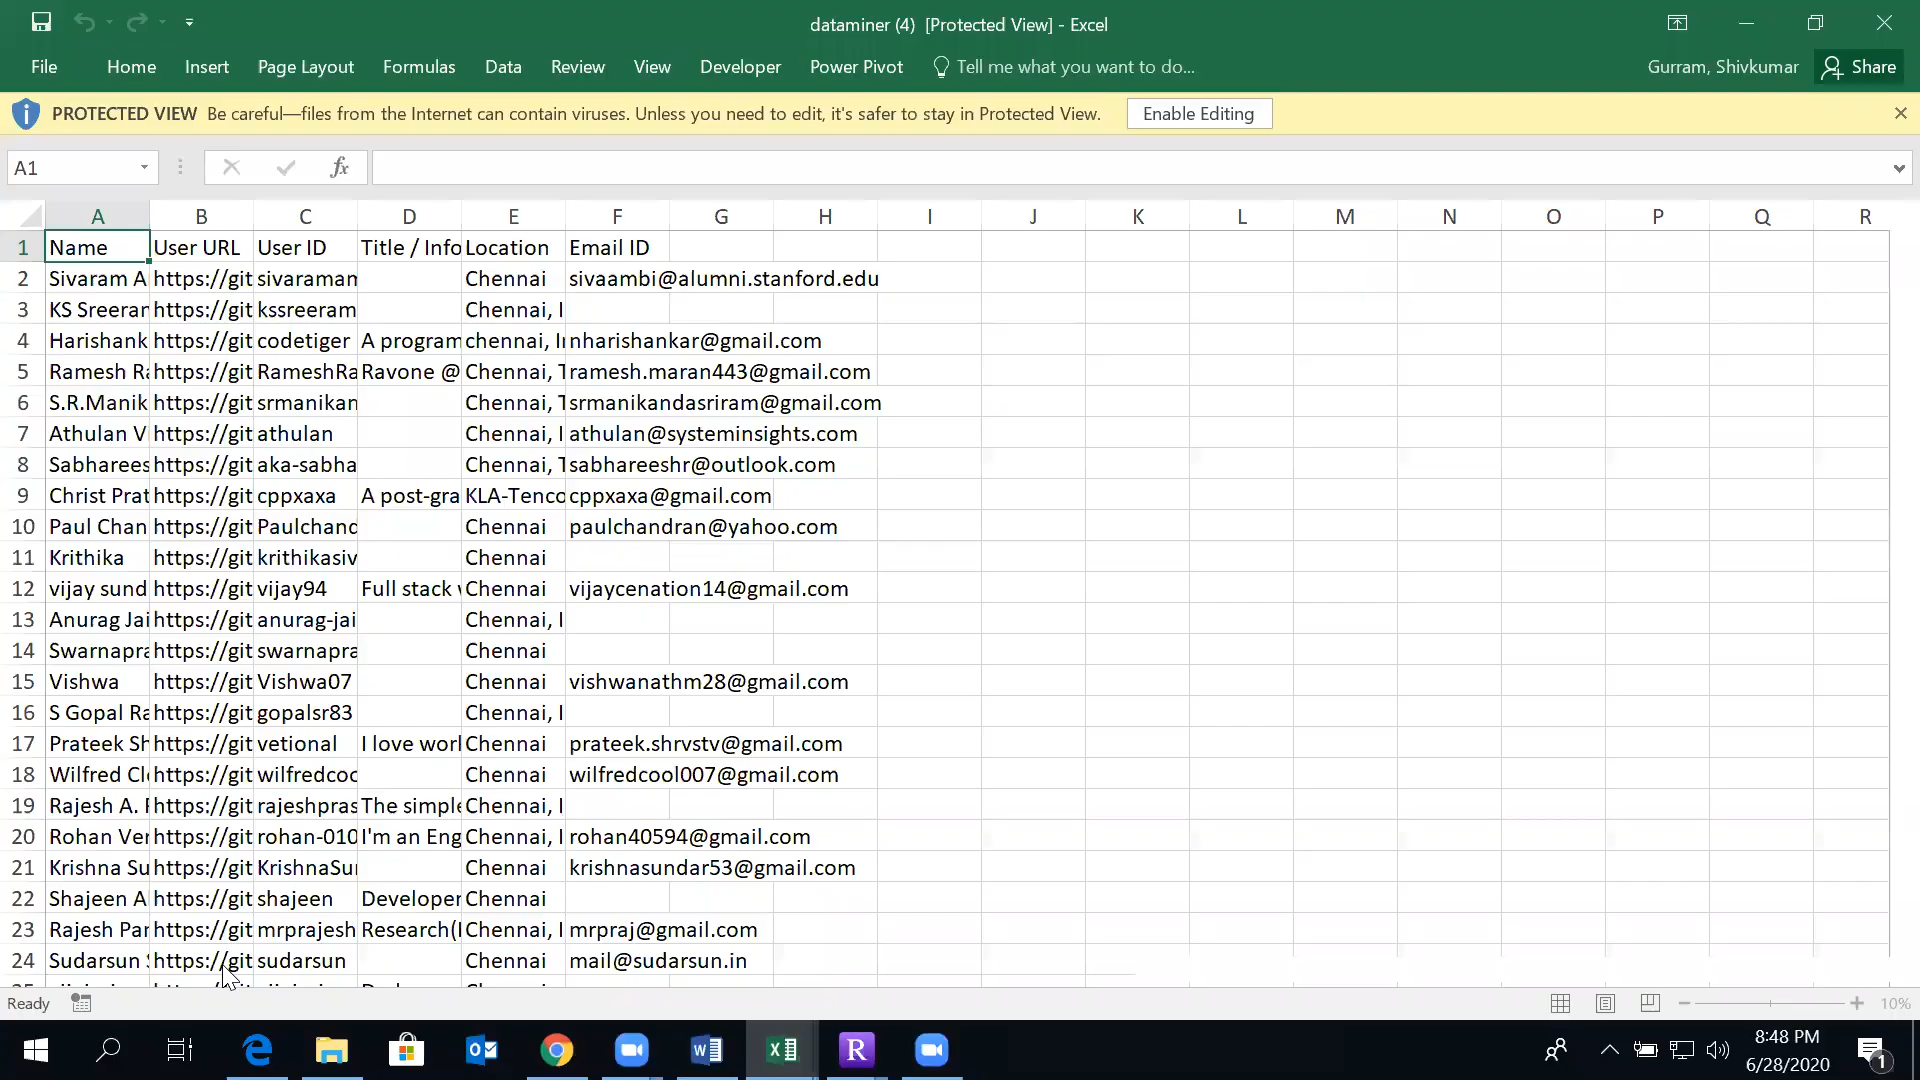 dataminer (4) [Protected View] - Excel
File Home Insert Page Layout Formulas Data Review View Developer Power Pivot Tell me what you want to do... Gurram, Shivkumar Share
PROTECTED VIEW Be careful—files from the Internet can contain viruses. Unless you need to edit, it's safer to stay in Protected View. Enable Editing
A1 fx
A B C D E F G H I J K L M N O P Q R
1 Name User URL User ID Title / Info Location Email ID
2 Sivaram A https://git sivaramam Chennai sivaambi@alumni.stanford.edu
3 KS Sreeram https://git kssreeram Chennai, I
4 Harishank https://git codetiger A program chennai, In nharishankar@gmail.com
5 Ramesh Ra https://git RameshRa Ravone @ Chennai, T ramesh.maran443@gmail.com
6 S.R.Manik https://git srmanikan Chennai, T srmanikandasriram@gmail.com
7 Athulan Vi https://git athulan Chennai, I athulan@systeminsights.com
8 Sabharees https://git aka-sabha Chennai, T sabhareeshr@outlook.com
9 Christ Prat https://git cppxaxa A post-gra KLA-Tenco cppxaxa@gmail.com
10 Paul Chan https://git Paulchand Chennai paulchandran@yahoo.com
11 Krithika https://git krithikasiv Chennai
12 vijay sund https://git vijay94 Full stack w Chennai vijaycenation14@gmail.com
13 Anurag Jai https://git anurag-jai Chennai, I
14 Swarnapra https://git swarnapra Chennai
15 Vishwa https://git Vishwa07 Chennai vishwanathm28@gmail.com
16 S Gopal Ra https://git gopalsr83 Chennai, I
17 Prateek Sh https://git vetional I love worl Chennai prateek.shrvstv@gmail.com
18 Wilfred Cl https://git wilfredcoo Chennai wilfredcool007@gmail.com
19 Rajesh A. P https://git rajeshpras The simple Chennai, I
20 Rohan Ver https://git rohan-010 I'm an Eng Chennai, I rohan40594@gmail.com
21 Krishna Su https://git KrishnaSun Chennai krishnasundar53@gmail.com
22 Shajeen A https://git shajeen Developer Chennai
23 Rajesh Pan https://git mrprajesh Research(I Chennai, I mrpraj@gmail.com
24 Sudarsun S https://git sudarsun Chennai mail@sudarsun.in
Ready 10%
8:48 PM
6/28/2020
1